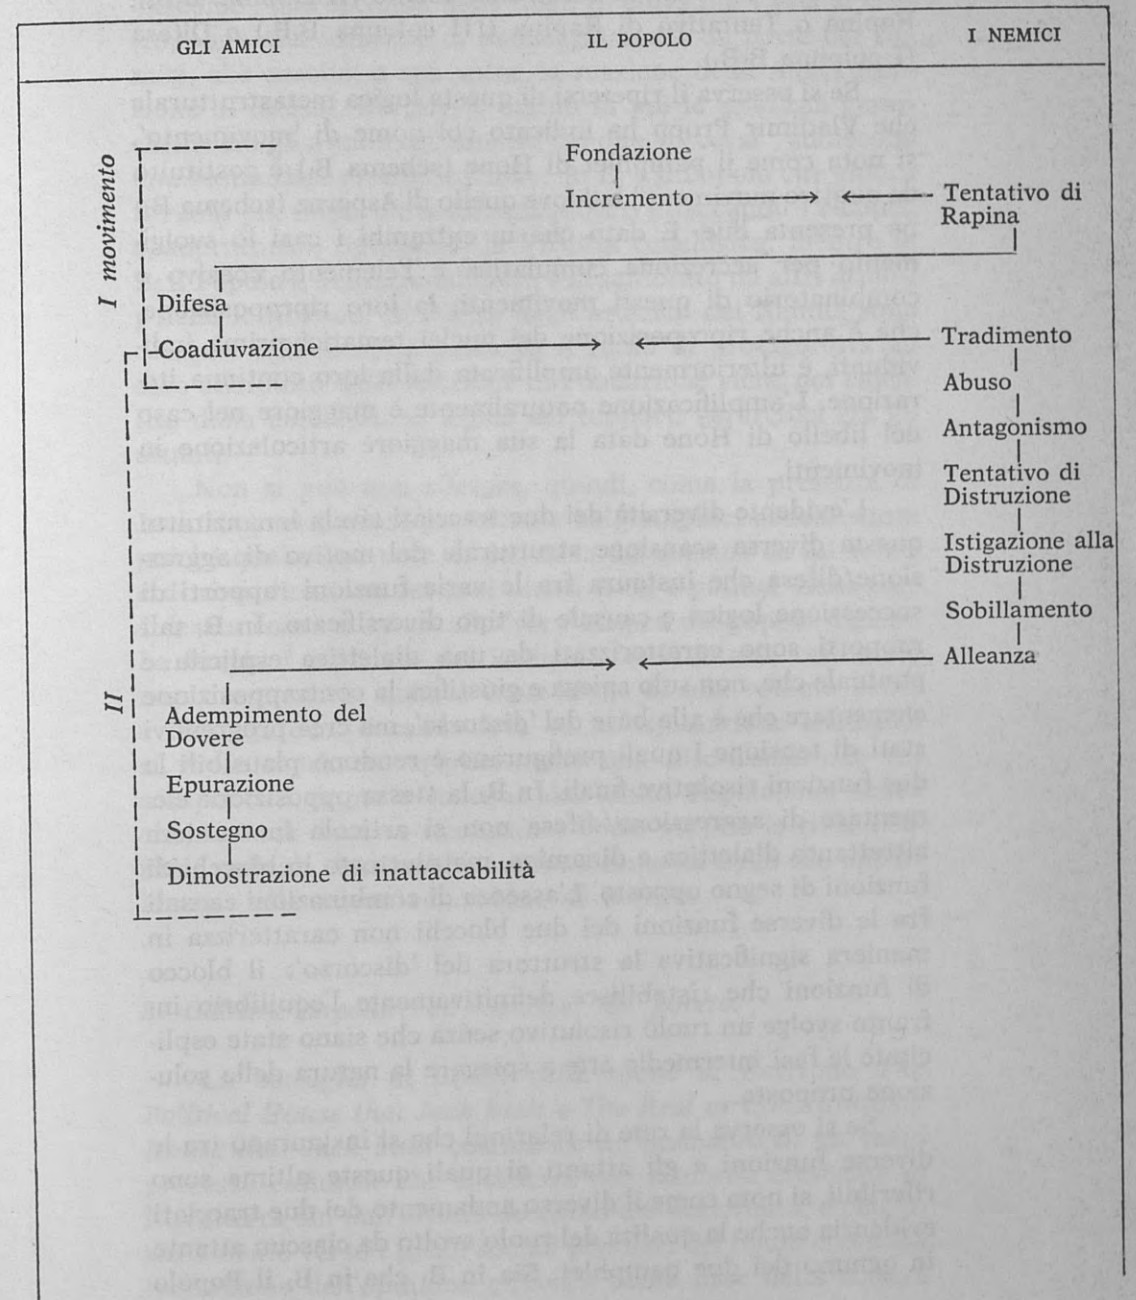 GLI AMICI
IL POPOLO
I NEMICI
I movimento
Fondazione
Incremento
Tentativo di
Rapina
Difesa
Coadiuvazione
Tradimento
Abuso
Antagonismo
Tentativo di
Distruzione
Istigazione alla
Distruzione
Sobillamento
Alleanza
II
Adempimento del
Dovere
Epurazione
Sostegno
Dimostrazione di inattaccabilità